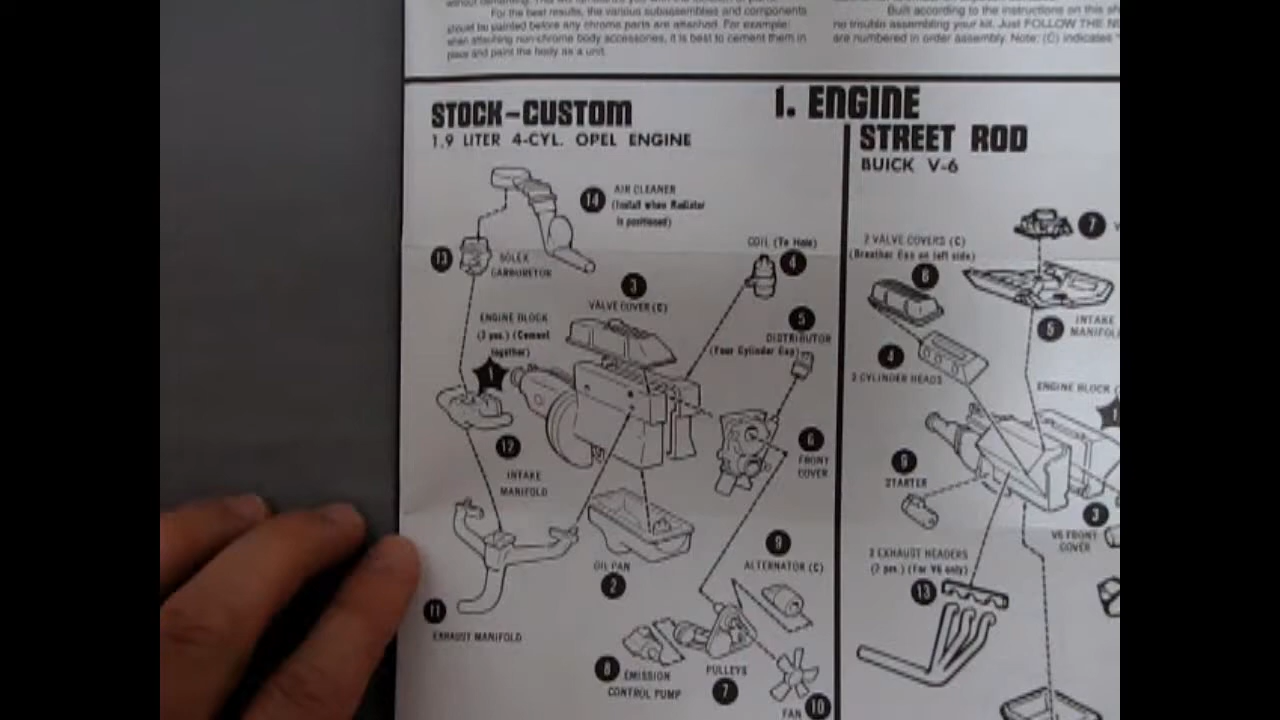 For the best results, the various subassemblies and components
should be painted before any chrome parts are attached. For example:
when attaching non-chrome body accessories, it is best to cement them in
place and paint the body as a unit.
Built according to the instructions on this
no trouble assembling your kit. Just FOLLOW THE
are numbered in order assembly. Note: (C) indicates
1. ENGINE
STOCK-CUSTOM
1.9 LITER 4-CYL. OPEL ENGINE
14
AIR CLEANER
(Install when Radiator
is positioned)
13
SOLEX
CARBURETOR
COIL (To Hole)
4
3
VALVE COVER (C)
ENGINE BLOCK
(2 pcs.) (Cement
together)
1
5
DISTRIBUTOR
(Four Cylinder Cap)
12
INTAKE
MANIFOLD
6
FRONT
COVER
OIL PAN
2
9
ALTERNATOR (C)
11
EXHAUST MANIFOLD
8
EMISSION
CONTROL PUMP
PULLEYS
7
FAN
10
STREET ROD
BUICK V-6
7
2 VALVE COVERS (C)
(Breather Cap on left side)
6
5
INTAKE
4
2 CYLINDER HEADS
ENGINE BLOCK
1
9
STARTER
3
V6 FRONT
COVER
2 EXHAUST HEADERS
(2 pcs.) (For V6 only)
13